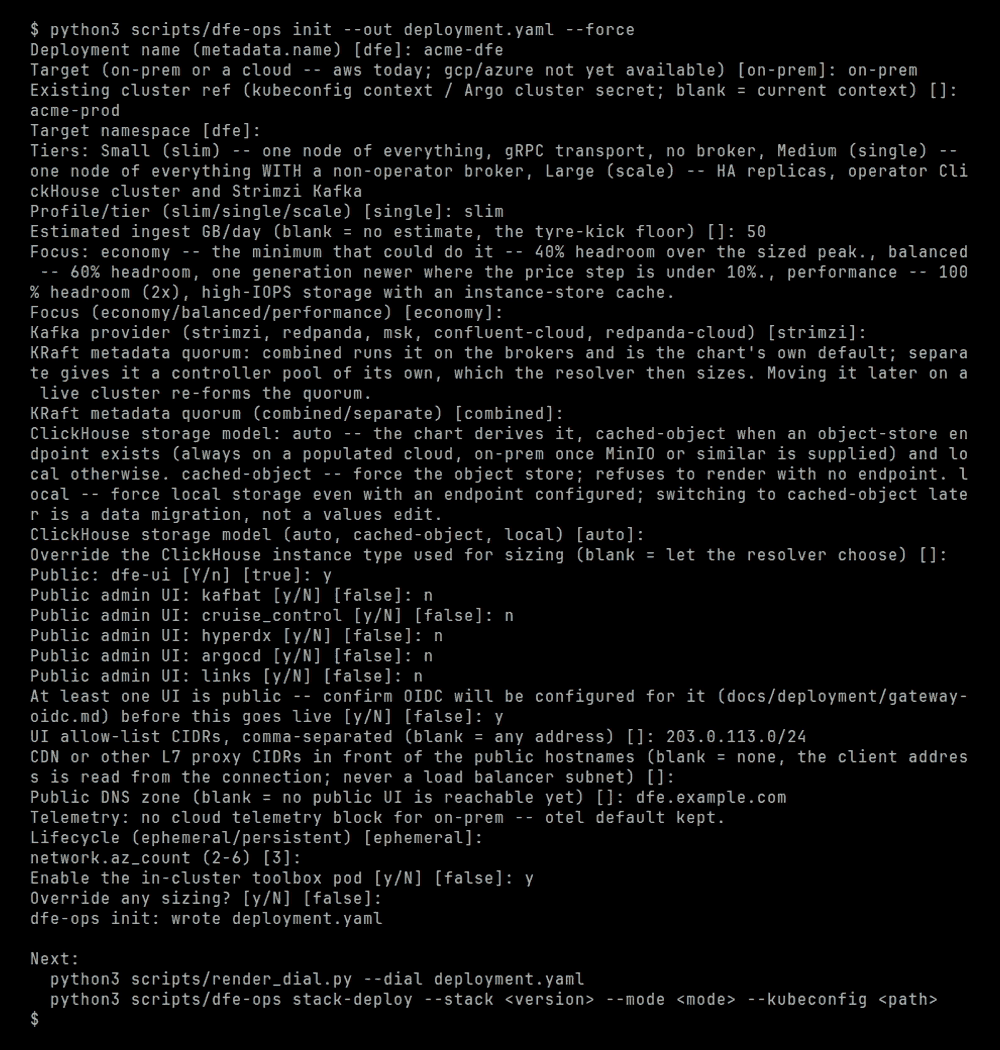 $ python3 scripts/dfe-ops init --out deployment.yaml --force
Deployment name (metadata.name) [dfe]: acme-dfe
Target (on-prem or a cloud -- aws today; gcp/azure not yet available) [on-prem]: on-prem
Existing cluster ref (kubeconfig context / Argo cluster secret; blank = current context) []:
acme-prod
Target namespace [dfe]:
Tiers: Small (slim) -- one node of everything, gRPC transport, no broker, Medium (single) --
one node of everything WITH a non-operator broker, Large (scale) -- HA replicas, operator Cli
ckHouse cluster and Strimzi Kafka
Profile/tier (slim/single/scale) [single]: slim
Estimated ingest GB/day (blank = no estimate, the tyre-kick floor) []: 50
Focus: economy -- the minimum that could do it -- 40% headroom over the sized peak., balanced
 -- 60% headroom, one generation newer where the price step is under 10%., performance -- 100
% headroom (2x), high-IOPS storage with an instance-store cache.
Focus (economy/balanced/performance) [economy]:
Kafka provider (strimzi, redpanda, msk, confluent-cloud, redpanda-cloud) [strimzi]:
KRaft metadata quorum: combined runs it on the brokers and is the chart's own default; separa
te gives it a controller pool of its own, which the resolver then sizes. Moving it later on a
 live cluster re-forms the quorum.
KRaft metadata quorum (combined/separate) [combined]:
ClickHouse storage model: auto -- the chart derives it, cached-object when an object-store en
dpoint exists (always on a populated cloud, on-prem once MinIO or similar is supplied) and lo
cal otherwise. cached-object -- force the object store; refuses to render with no endpoint. l
ocal -- force local storage even with an endpoint configured; switching to cached-object late
r is a data migration, not a values edit.
ClickHouse storage model (auto, cached-object, local) [auto]:
Override the ClickHouse instance type used for sizing (blank = let the resolver choose) []:
Public: dfe-ui [Y/n] [true]: y
Public admin UI: kafbat [y/N] [false]: n
Public admin UI: cruise_control [y/N] [false]: n
Public admin UI: hyperdx [y/N] [false]: n
Public admin UI: argocd [y/N] [false]: n
Public admin UI: links [y/N] [false]: n
At least one UI is public -- confirm OIDC will be configured for it (docs/deployment/gateway-
oidc.md) before this goes live [y/N] [false]: y
UI allow-list CIDRs, comma-separated (blank = any address) []: 203.0.113.0/24
CDN or other L7 proxy CIDRs in front of the public hostnames (blank = none, the client addres
s is read from the connection; never a load balancer subnet) []:
Public DNS zone (blank = no public UI is reachable yet) []: dfe.example.com
Telemetry: no cloud telemetry block for on-prem -- otel default kept.
Lifecycle (ephemeral/persistent) [ephemeral]:
network.az_count (2-6) [3]:
Enable the in-cluster toolbox pod [y/N] [false]: y
Override any sizing? [y/N] [false]:
dfe-ops init: wrote deployment.yaml

Next:
  python3 scripts/render_dial.py --dial deployment.yaml
  python3 scripts/dfe-ops stack-deploy --stack <version> --mode <mode> --kubeconfig <path>
$